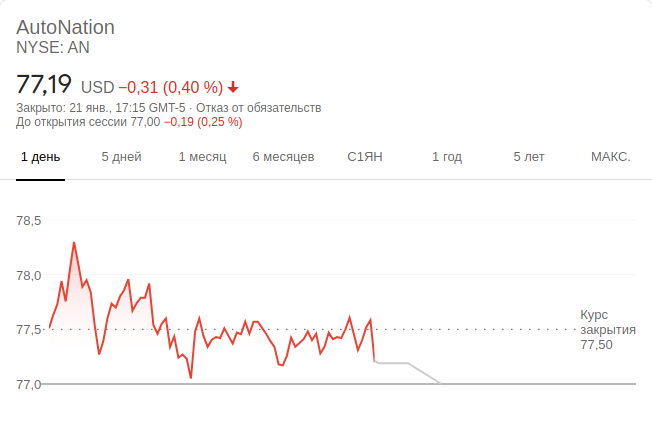 AutoNation
NYSE: AN
77,19 USD −0,31 (0,40 %)
Закрыто: 21 янв., 17:15 GMT-5 · Отказ от обязательств
До открытия сессии 77,00 −0,19 (0,25 %)
1 день 5 дней 1 месяц 6 месяцев С1ЯН 1 год 5 лет МАКС.
78,5
78,0
77,5
77,0
Курс
закрытия
77,50